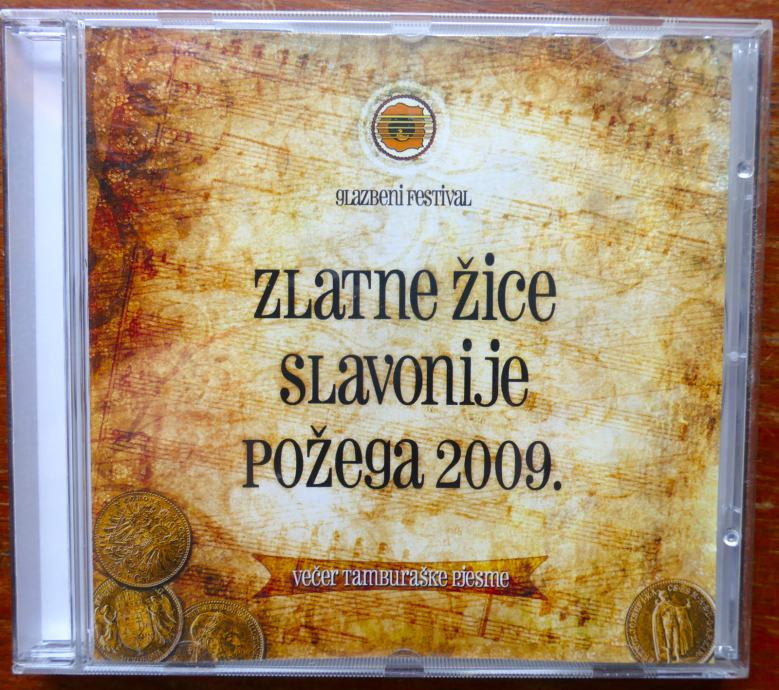 glazbeni festival
zlatne žice
slavonije
požega 2009.
večer tamburaške pjesme